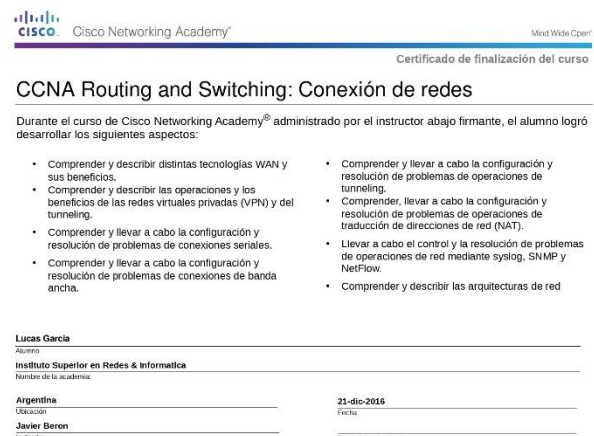 CISCO. Cisco Networking Academy® Mind Wide Open™
Certificado de finalización del curso
CCNA Routing and Switching: Conexión de redes
Durante el curso de Cisco Networking Academy® administrado por el instructor abajo firmante, el alumno logró
desarrollar los siguientes aspectos:
• Comprender y describir distintas tecnologías WAN y
sus beneficios.
• Comprender y describir las operaciones y los
beneficios de las redes virtuales privadas (VPN) y del
tunneling.
• Comprender y llevar a cabo la configuración y
resolución de problemas de conexiones seriales.
• Comprender y llevar a cabo la configuración y
resolución de problemas de conexiones de banda
ancha.
• Comprender y llevar a cabo la configuración y
resolución de problemas de operaciones de
tunneling.
• Comprender, llevar a cabo la configuración y
resolución de problemas de operaciones de
traducción de direcciones de red (NAT).
• Llevar a cabo el control y la resolución de problemas
de operaciones de red mediante syslog, SNMP y
NetFlow.
• Comprender y describir las arquitecturas de red
Lucas Garcia
Alumno
Instituto Superior en Redes & Informatica
Nombre de la academia:
Argentina
Ubicación
21-dic-2016
Fecha
Javier Beron